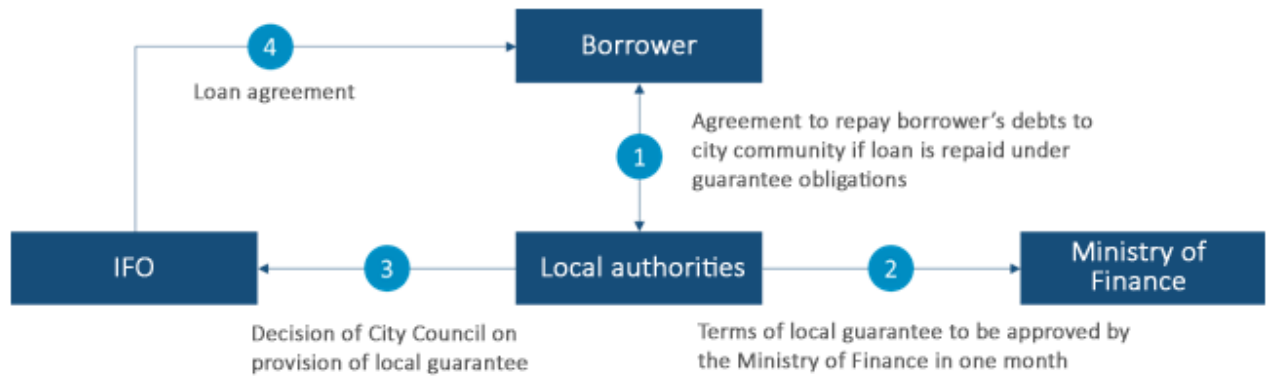 4
Borrower
Loan agreement
1
Agreement to repay borrower's debts to
city community if loan is repaid under
guarantee obligations
IFO
3
Local authorities
2
Ministry of
Finance
Decision of City Council on
provision of local guarantee
Terms of local guarantee to be approved by
the Ministry of Finance in one month